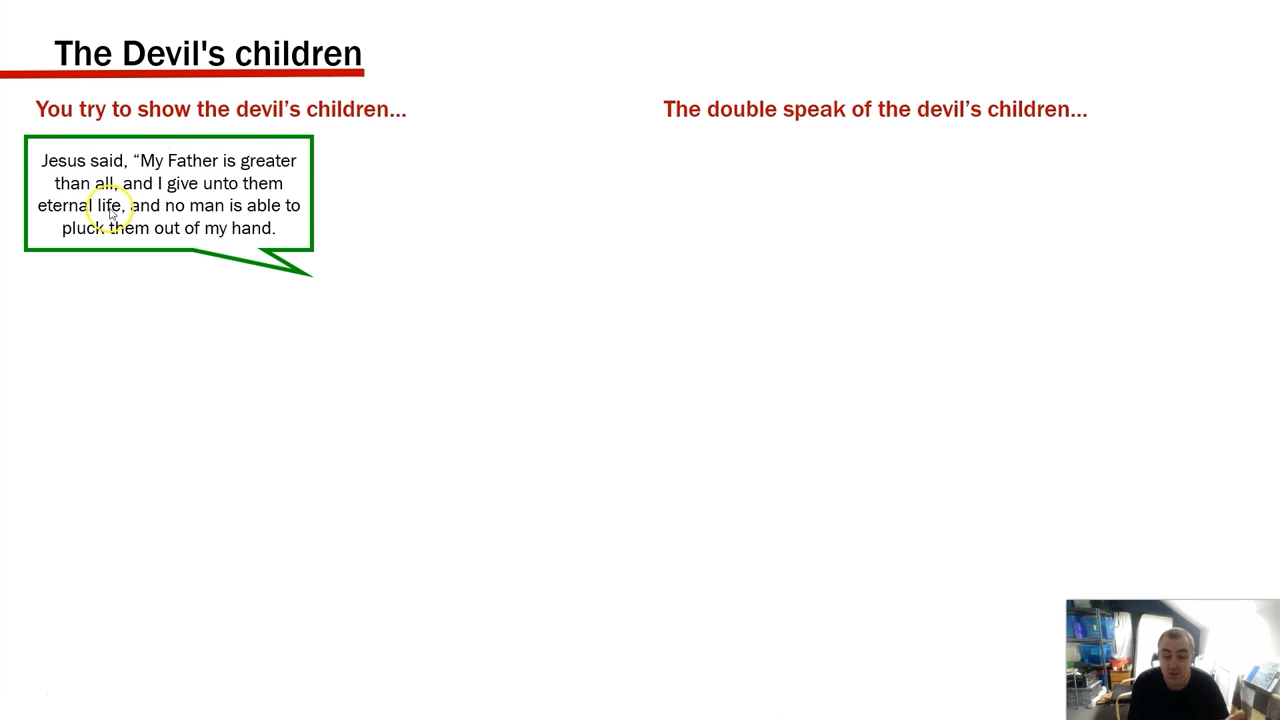 The Devil's children
You try to show the devil’s children...
The double speak of the devil’s children...
Jesus said, “My Father is greater
than all, and I give unto them
eternal life, and no man is able to
pluck them out of my hand.